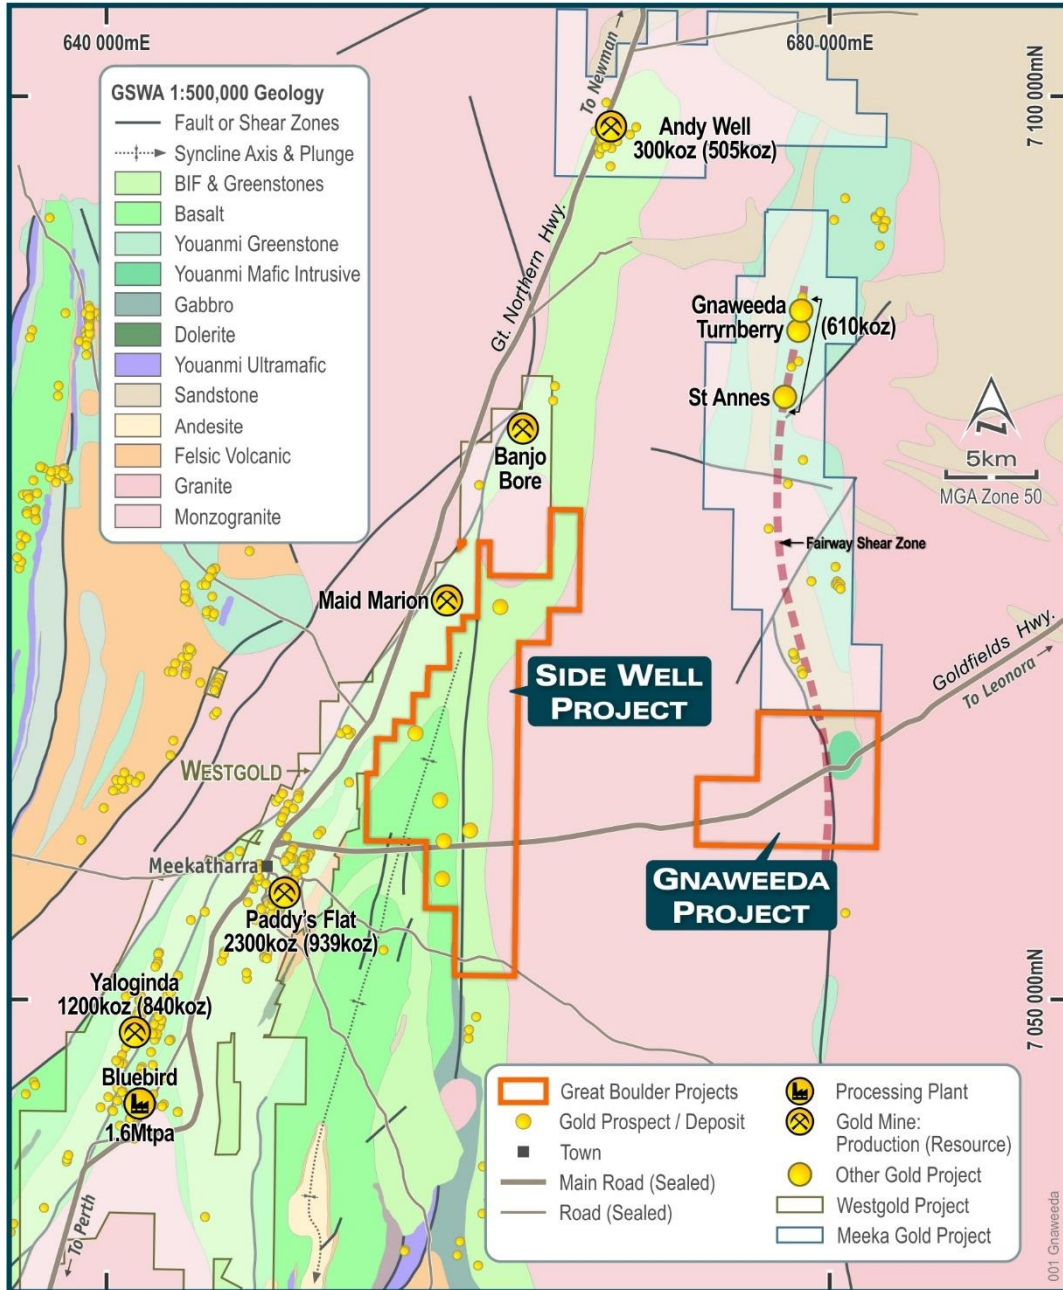 640 000mE
680 000mE
7 100 000mN
7 050 000mN
GSWA 1:500,000 Geology
Fault or Shear Zones
Syncline Axis & Plunge
BIF & Greenstones
Basalt
Youanmi Greenstone
Youanmi Mafic Intrusive
Gabbro
Dolerite
Youanmi Ultramafic
Sandstone
Andesite
Felsic Volcanic
Granite
Monzogranite
To Newman
Andy Well
300koz (505koz)
Gt. Northern Hwy.
Gnaweeda
Turnberry
(610koz)
St Annes
N
5km
MGA Zone 50
Banjo
Bore
Fairway Shear Zone
Maid Marion
Goldfields Hwy.
To Leonora
SIDE WELL
PROJECT
WESTGOLD
Meekatharra
GNAWEEDA
PROJECT
Paddy's Flat
2300koz (939koz)
Yaloginda
1200koz (840koz)
Bluebird
1.6Mtpa
To Perth
Great Boulder Projects
Gold Prospect / Deposit
Town
Main Road (Sealed)
Road (Sealed)
Processing Plant
Gold Mine:
Production (Resource)
Other Gold Project
Westgold Project
Meeka Gold Project
001 Gnaweeda